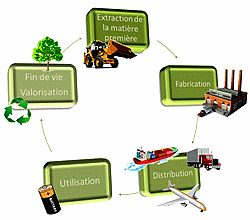 Extraction de
la matière
première
Fabrication
Distribution
Utilisation
Fin de vie
Valorisation